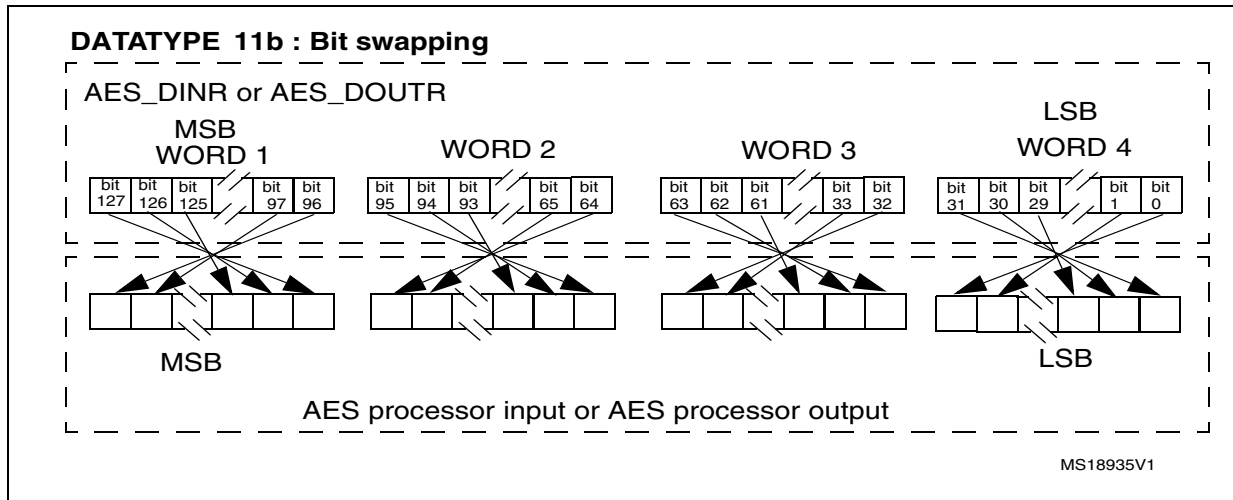 DATATYPE 11b : Bit swapping
AES_DINR or AES_DOUTR
MSB
WORD 1
WORD 2
WORD 3
LSB
WORD 4
bit 127 bit 126 bit 125 bit 97 bit 96
bit 95 bit 94 bit 93 bit 65 bit 64
bit 63 bit 62 bit 61 bit 33 bit 32
bit 31 bit 30 bit 29 bit 1 bit 0
MSB
LSB
AES processor input or AES processor output
MS18935V1